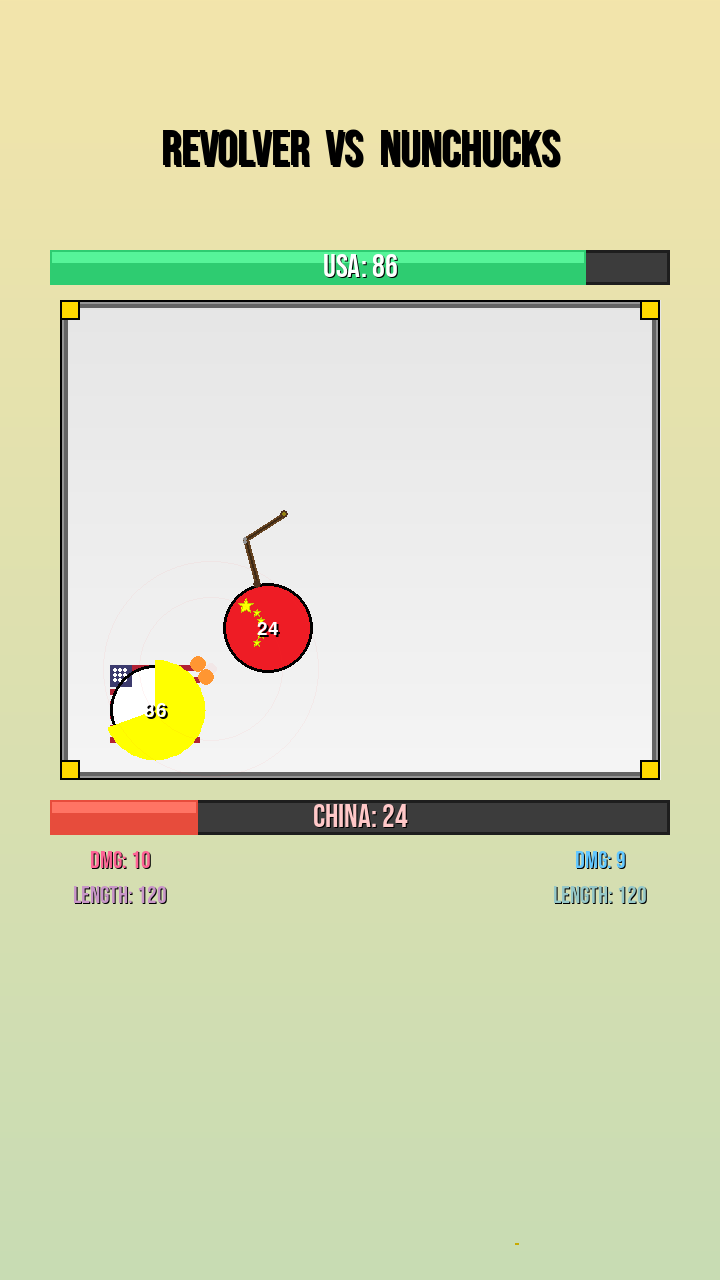 REVOLVER VS NUNCHUCKS
USA: 86
24
86
CHINA: 24
DMG: 10
DMG: 9
LENGTH: 120
LENGTH: 120